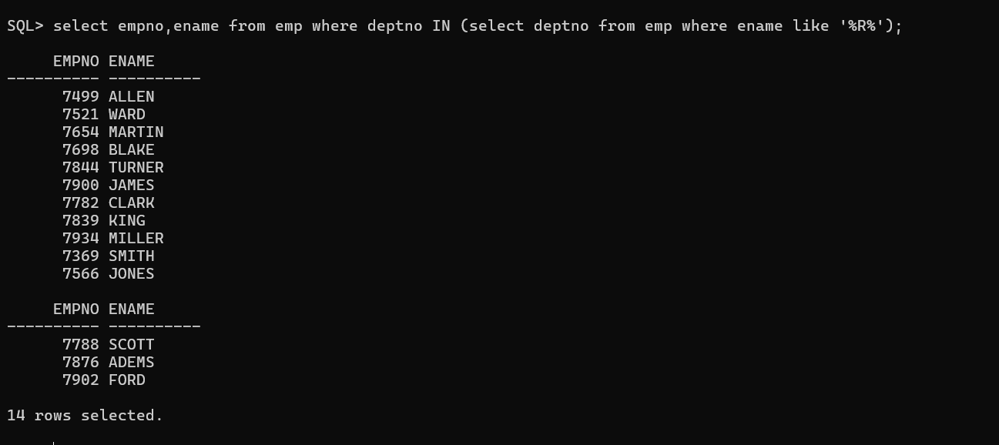 SQL> select empno,ename from emp where deptno IN (select deptno from emp where ename like '%R%');
EMPNO ENAME
---------- ----------
7499 ALLEN
7521 WARD
7654 MARTIN
7698 BLAKE
7844 TURNER
7900 JAMES
7782 CLARK
7839 KING
7934 MILLER
7369 SMITH
7566 JONES
EMPNO ENAME
---------- ----------
7788 SCOTT
7876 ADEMS
7902 FORD
14 rows selected.